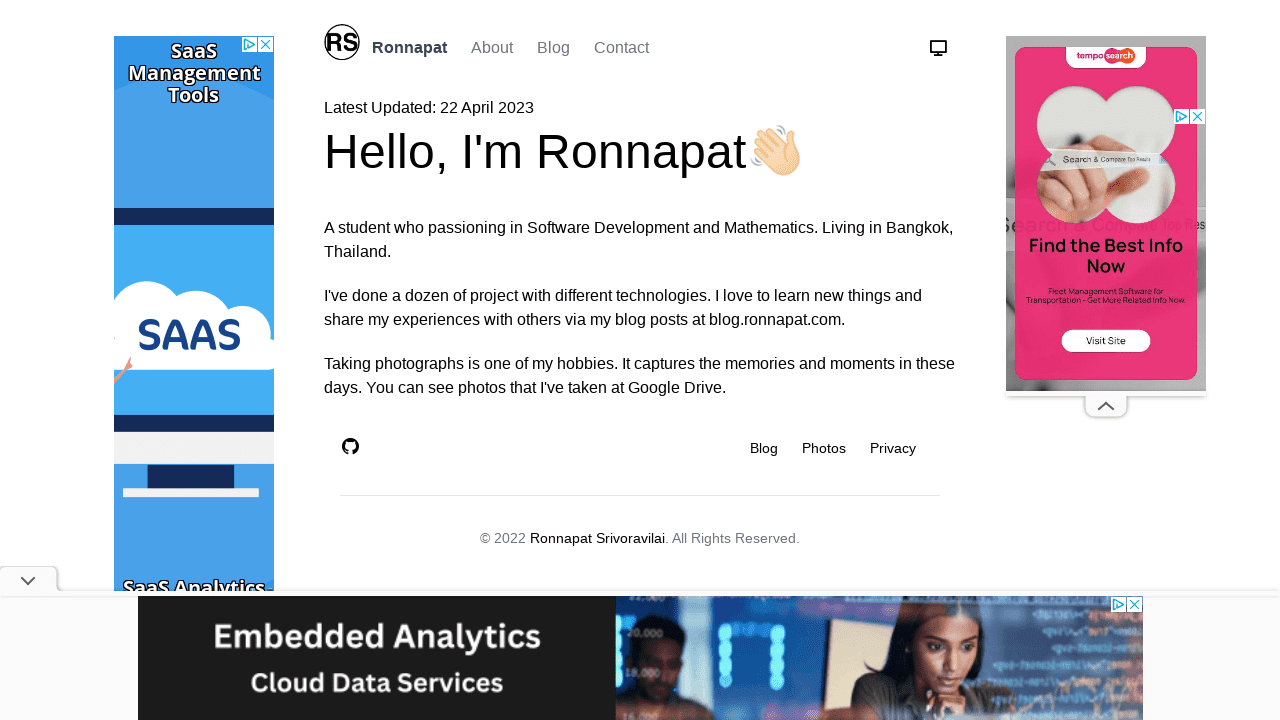 RS
Ronnapat
About
Blog
Contact
Latest Updated: 22 April 2023
Hello, I'm Ronnapat👋🏻
A student who passioning in Software Development and Mathematics. Living in Bangkok,
Thailand.
I've done a dozen of project with different technologies. I love to learn new things and
share my experiences with others via my blog posts at blog.ronnapat.com.
Taking photographs is one of my hobbies. It captures the memories and moments in these
days. You can see photos that I've taken at Google Drive.
Blog
Photos
Privacy
© 2022 Ronnapat Srivoravilai. All Rights Reserved.
SaaS
Management
Tools
SAAS
SaaS Analytics
temposearch
Search & Compare Top Results
Find the Best Info
Now
Fleet Management Software for
Transportation - Get More Related Info Now.
Visit Site
Embedded Analytics
Cloud Data Services